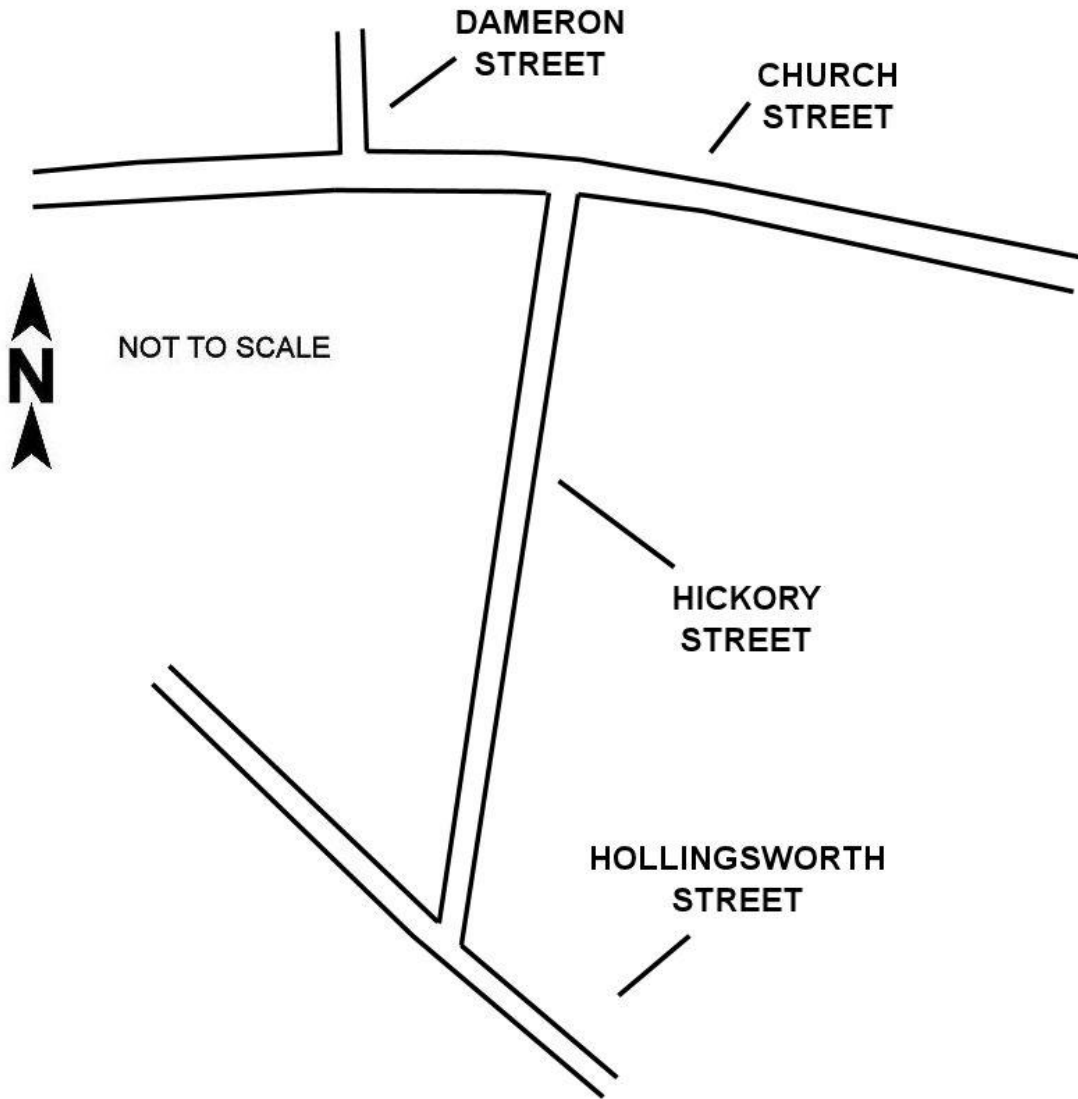 DAMERON
STREET
CHURCH
STREET
N
NOT TO SCALE
HICKORY
STREET
HOLLINGSWORTH
STREET